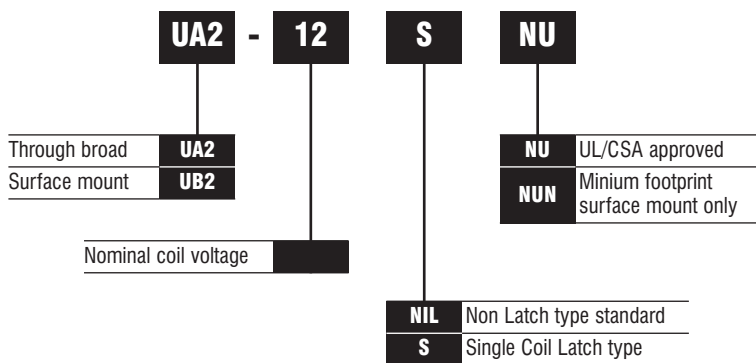 UA2 - 12 S NU
Through broad UA2
Surface mount UB2
NU UL/CSA approved
NUN Minium footprint
surface mount only
Nominal coil voltage
NIL Non Latch type standard
S Single Coil Latch type